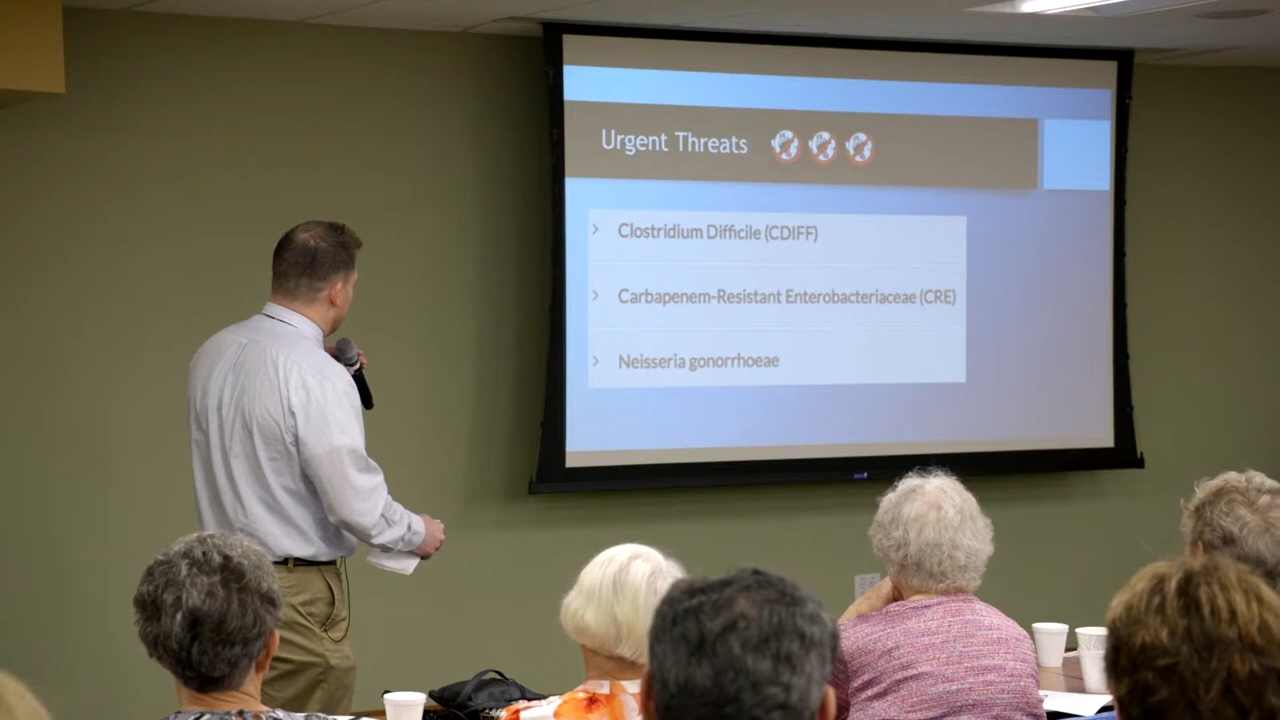 Urgent Threats
› Clostridium Difficile (CDIFF)
› Carbapenem-Resistant Enterobacteriaceae (CRE)
› Neisseria gonorrhoeae